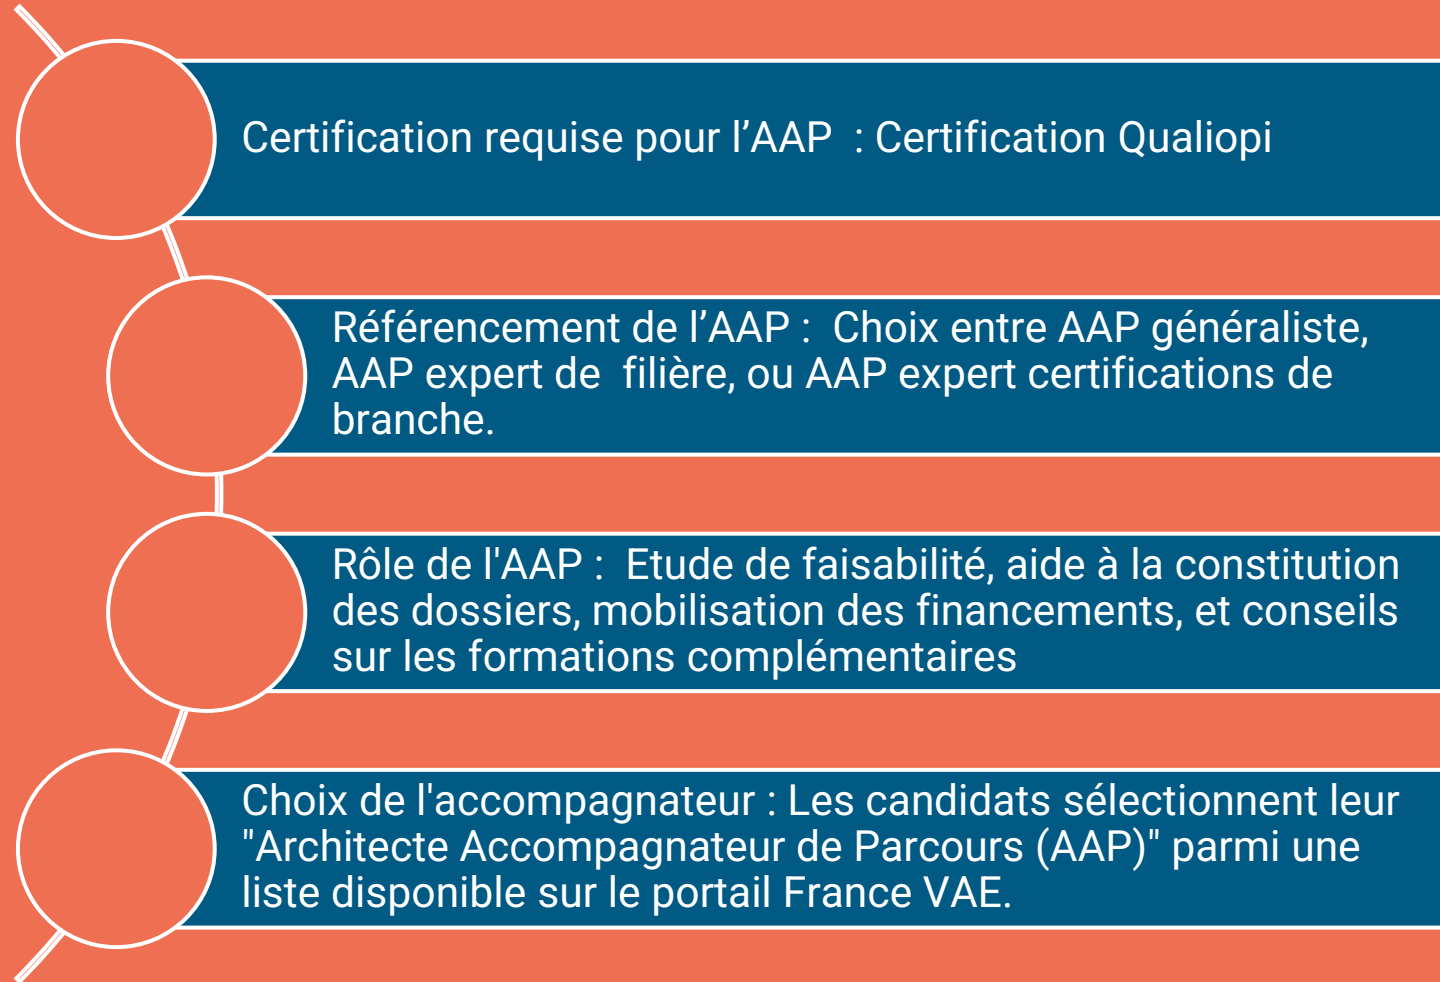 Certification requise pour l’AAP  : Certification Qualiopi
Référencement de l’AAP :  Choix entre AAP généraliste,
AAP expert de  filière, ou AAP expert certifications de
branche.
Rôle de l'AAP :  Etude de faisabilité, aide à la constitution
des dossiers, mobilisation des financements, et conseils
sur les formations complémentaires
Choix de l'accompagnateur : Les candidats sélectionnent leur
"Architecte Accompagnateur de Parcours (AAP)" parmi une
liste disponible sur le portail France VAE.